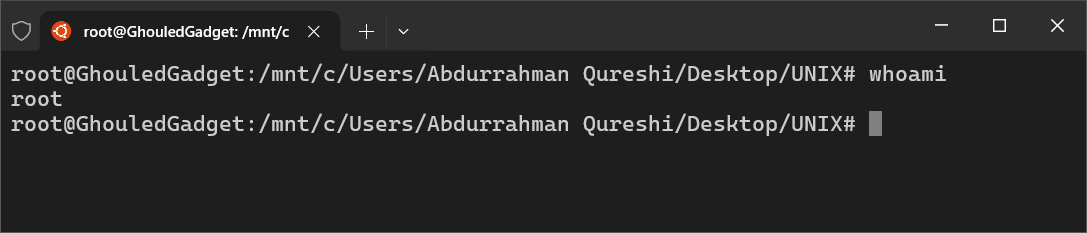 root@GhouledGadget: /mnt/c
root@GhouledGadget:/mnt/c/Users/Abdurrahman Qureshi/Desktop/UNIX# whoami
root
root@GhouledGadget:/mnt/c/Users/Abdurrahman Qureshi/Desktop/UNIX#